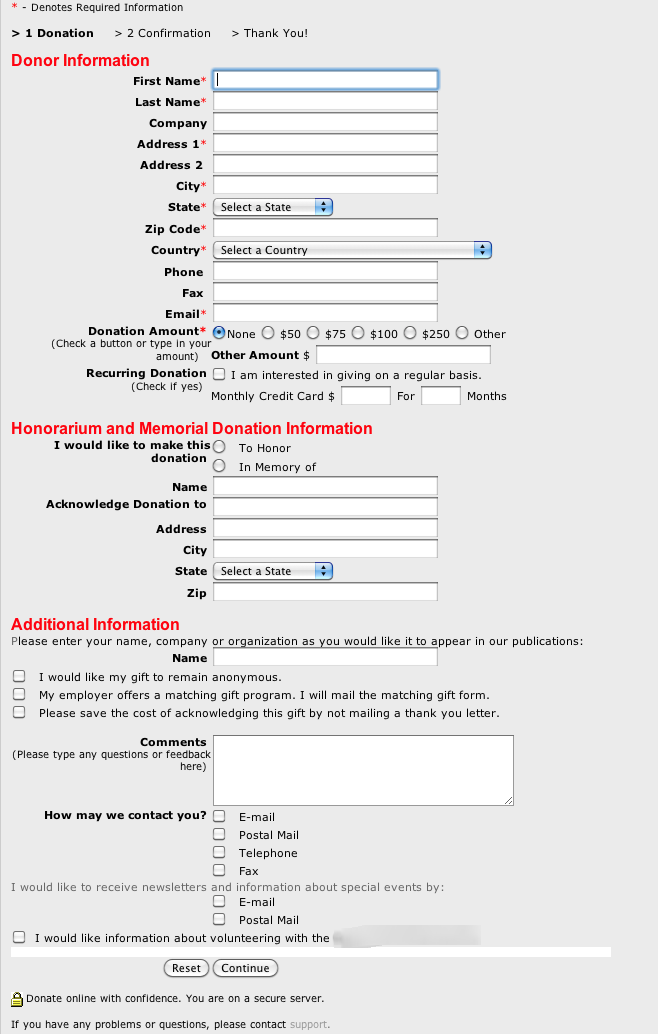 * - Denotes Required Information
> 1 Donation > 2 Confirmation > Thank You!
Donor Information
First Name*
Last Name*
Company
Address 1*
Address 2
City*
State* Select a State
Zip Code*
Country* Select a Country
Phone
Fax
Email*
Donation Amount* None $50 $75 $100 $250 Other
(Check a button or type in your
amount) Other Amount $
Recurring Donation I am interested in giving on a regular basis.
(Check if yes)
Monthly Credit Card $ For Months
Honorarium and Memorial Donation Information
I would like to make this To Honor
donation
In Memory of
Name
Acknowledge Donation to
Address
City
State Select a State
Zip
Additional Information
Please enter your name, company or organization as you would like it to appear in our publications:
Name
I would like my gift to remain anonymous.
My employer offers a matching gift program. I will mail the matching gift form.
Please save the cost of acknowledging this gift by not mailing a thank you letter.
Comments
(Please type any questions or feedback
here)
How may we contact you? E-mail
Postal Mail
Telephone
Fax
I would like to receive newsletters and information about special events by:
E-mail
Postal Mail
I would like information about volunteering with the
Reset Continue
Donate online with confidence. You are on a secure server.
If you have any problems or questions, please contact support.